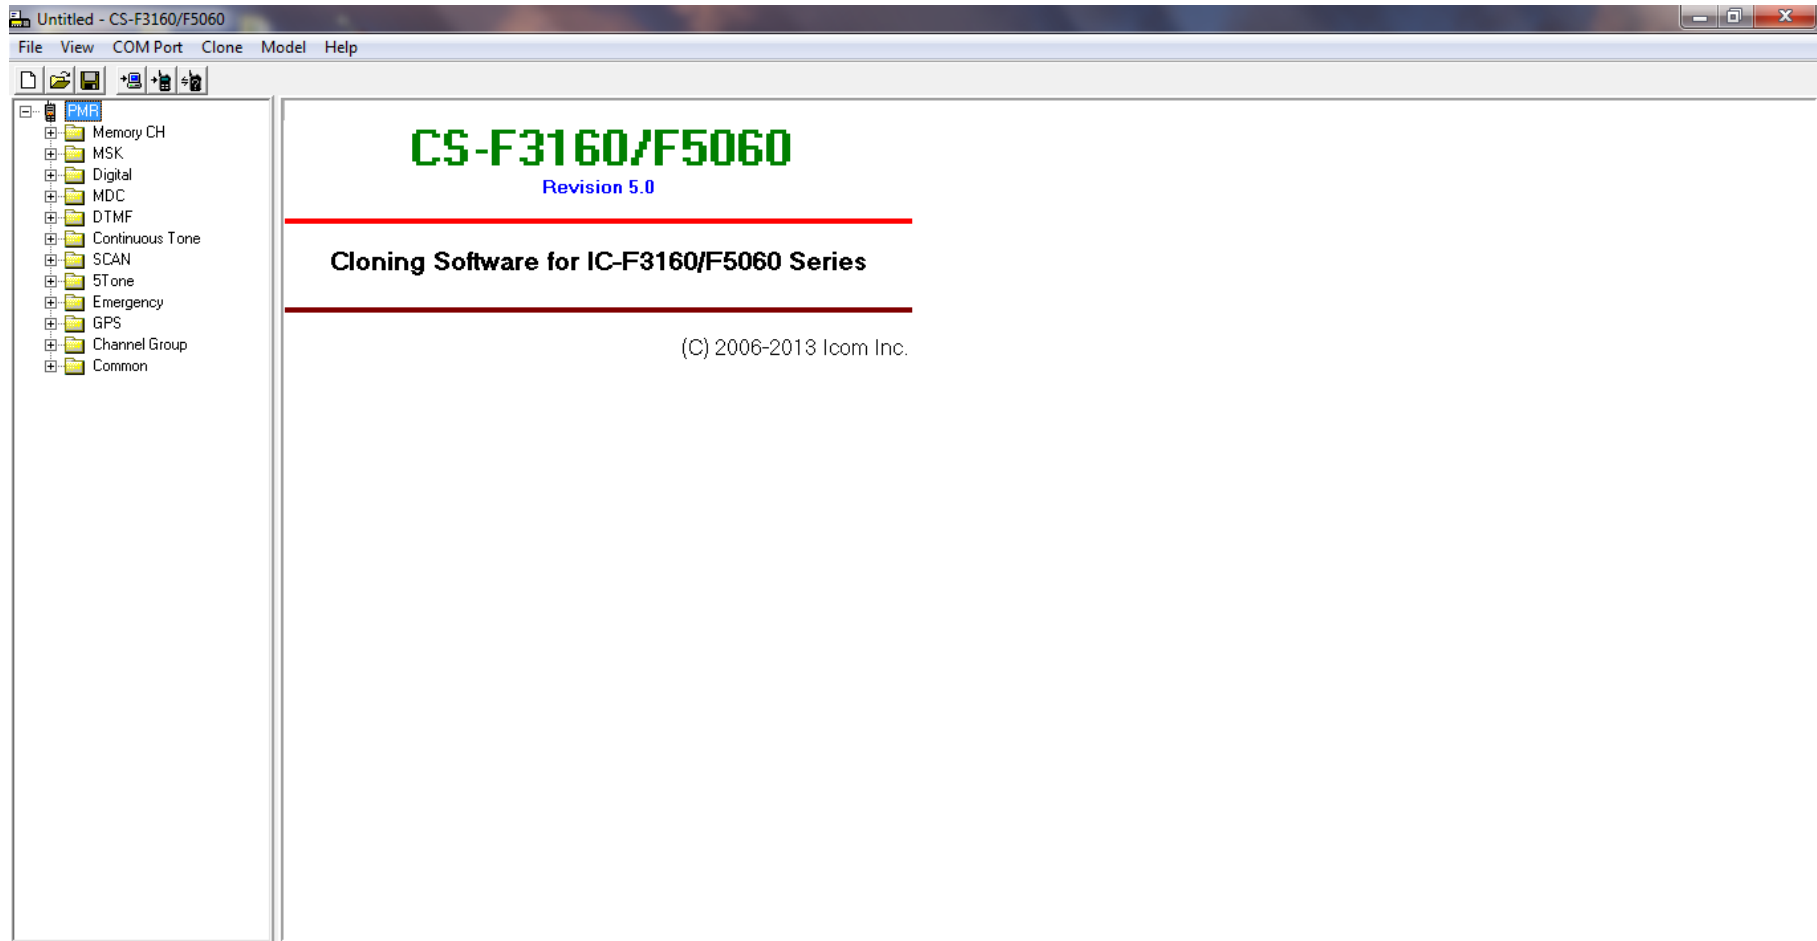 Untitled - CS-F3160/F5060
File View COM Port Clone Model Help
PMR
Memory CH
MSK
Digital
MDC
DTMF
Continuous Tone
SCAN
5Tone
Emergency
GPS
Channel Group
Common
CS-F3160/F5060
Revision 5.0
Cloning Software for IC-F3160/F5060 Series
(C) 2006-2013 Icom Inc.